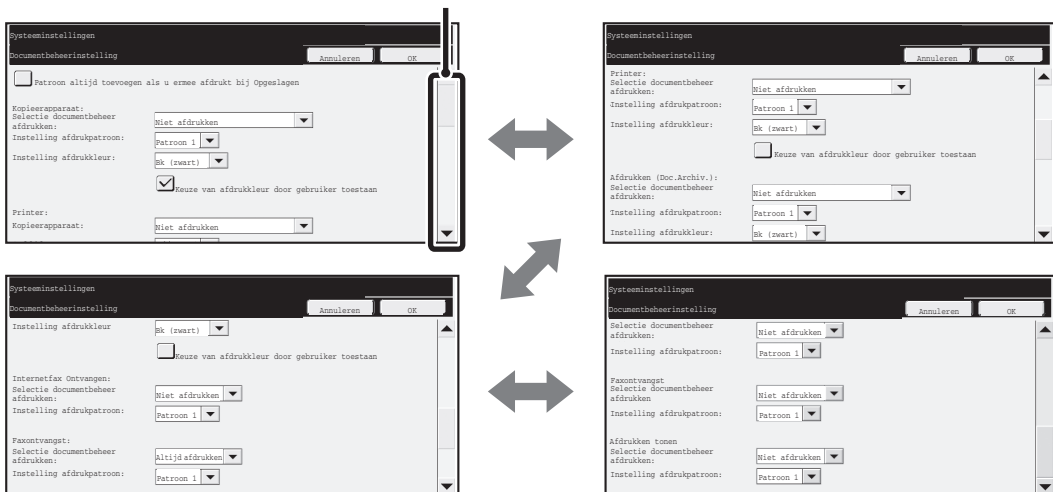 Systeeminstellingen
Documentbeheerinstelling
Annuleren
OK
Patroon altijd toevoegen als u ermee afdrukt bij Opgeslagen
Kopieerapparaat:
Selectie documentbeheer
afdrukken:
Niet afdrukken
Instelling afdrukpatroon:
Patroon 1
Instelling afdrukkleur:
Bk (zwart)
Keuze van afdrukkleur door gebruiker toestaan
Printer:
Kopieerapparaat:
Niet afdrukken
Systeeminstellingen
Documentbeheerinstelling
Annuleren
OK
Printer:
Selectie documentbeheer
afdrukken:
Niet afdrukken
Instelling afdrukpatroon:
Patroon 1
Instelling afdrukkleur:
Bk (zwart)
Keuze van afdrukkleur door gebruiker toestaan
Afdrukken (Doc.Archiv.):
Selectie documentbeheer
afdrukken:
Niet afdrukken
Instelling afdrukpatroon:
Patroon 1
Instelling afdrukkleur:
Bk (zwart)
Systeeminstellingen
Documentbeheerinstelling
Annuleren
OK
Instelling afdrukkleur
Bk (zwart)
Keuze van afdrukkleur door gebruiker toestaan
Internetfax Ontvangen:
Selectie documentbeheer
afdrukken:
Niet afdrukken
Instelling afdrukpatroon:
Patroon 1
Faxontvangst:
Selectie documentbeheer
afdrukken:
Altijd afdrukken
Instelling afdrukpatroon:
Patroon 1
Systeeminstellingen
Documentbeheerinstelling
Annuleren
OK
Selectie documentbeheer
afdrukken:
Niet afdrukken
Instelling afdrukpatroon:
Patroon 1
Faxontvangst
Selectie documentbeheer
afdrukken
Niet afdrukken
Instelling afdrukpatroon:
Patroon 1
Afdrukken tonen
Selectie documentbeheer
afdrukken:
Niet afdrukken
Instelling afdrukpatroon:
Patroon 1